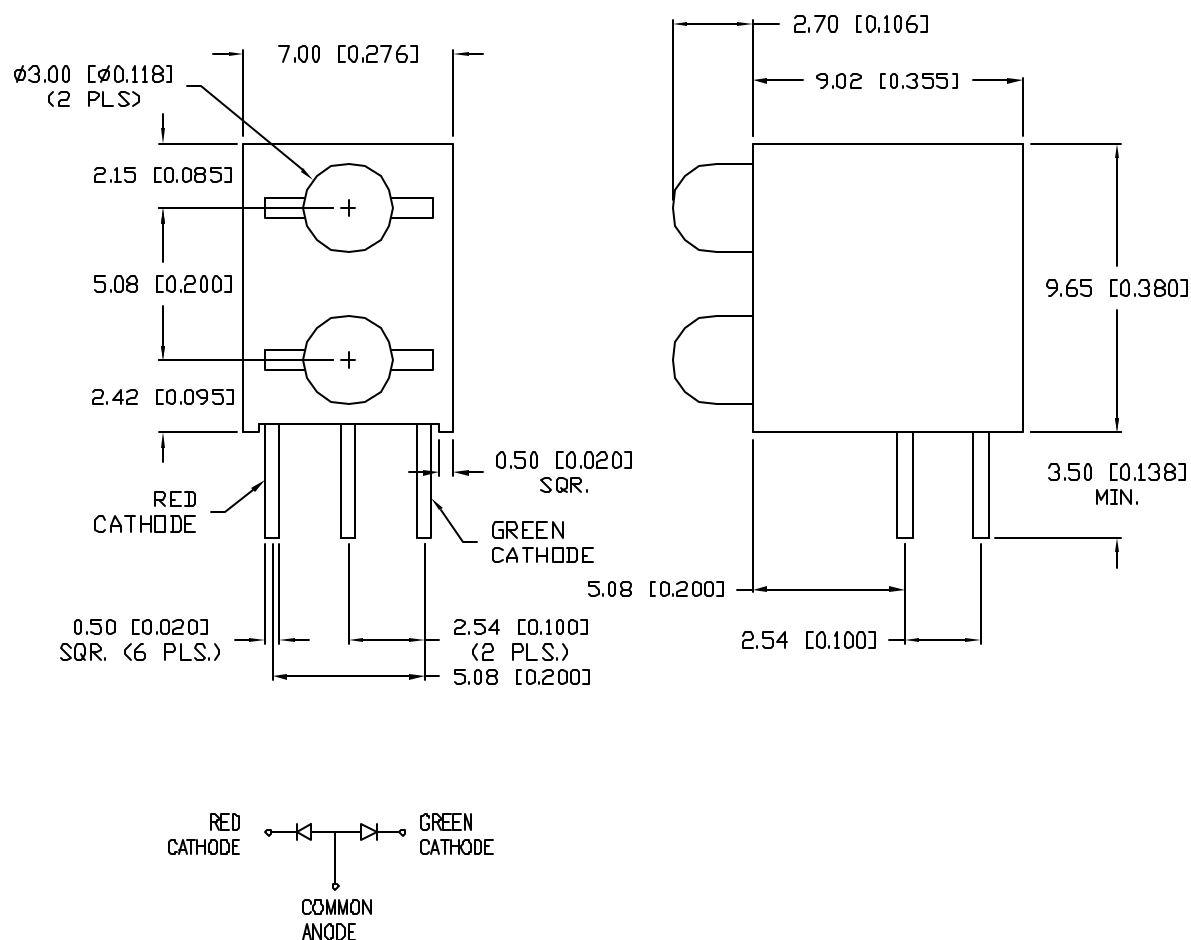 2.70 [0.106]
7.00 [0.276]
9.02 [0.355]
ø3.00 [ø0.118]
(2 PLS)
2.15 [0.085]
5.08 [0.200]
9.65 [0.380]
2.42 [0.095]
0.50 [0.020]
SQR.
3.50 [0.138]
MIN.
RED
CATHODE
GREEN
CATHODE
5.08 [0.200]
0.50 [0.020]
SQR. (6 PLS.)
2.54 [0.100]
(2 PLS.)
2.54 [0.100]
5.08 [0.200]
RED
CATHODE
GREEN
CATHODE
COMMON
ANODE